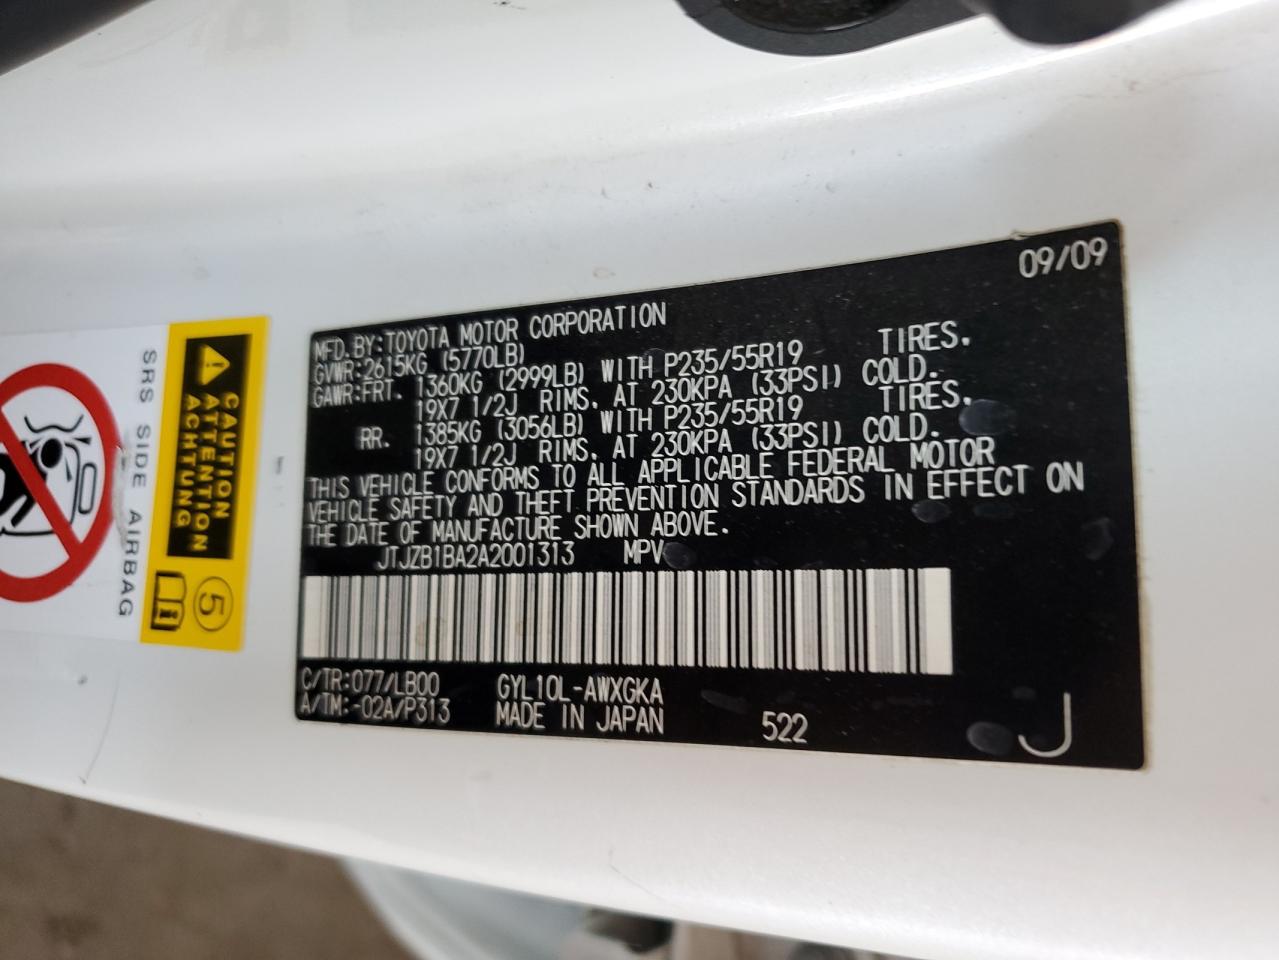 09/09
MFD.BY:TOYOTA MOTOR CORPORATION
GVWR:2615KG (5770LB)
GAWR:FRT. 1360KG (2999LB) WITH P235/55R19 TIRES.
19X7 1/2J RIMS. AT 230KPA (33PSI) COLD.
RR. 1385KG (3056LB) WITH P235/55R19 TIRES.
19X7 1/2J RIMS. AT 230KPA (33PSI) COLD.
THIS VEHICLE CONFORMS TO ALL APPLICABLE FEDERAL MOTOR
VEHICLE SAFETY AND THEFT PREVENTION STANDARDS IN EFFECT ON
THE DATE OF MANUFACTURE SHOWN ABOVE.
JTJZB1BA2A2001313 MPV
C/TR:077/LB00 GYL10L-AWXGKA
A/TM:-02A/P313 MADE IN JAPAN 522
J
CAUTION
ATTENTION
ACHTUNG
5
i
SRS SIDE AIRBAG